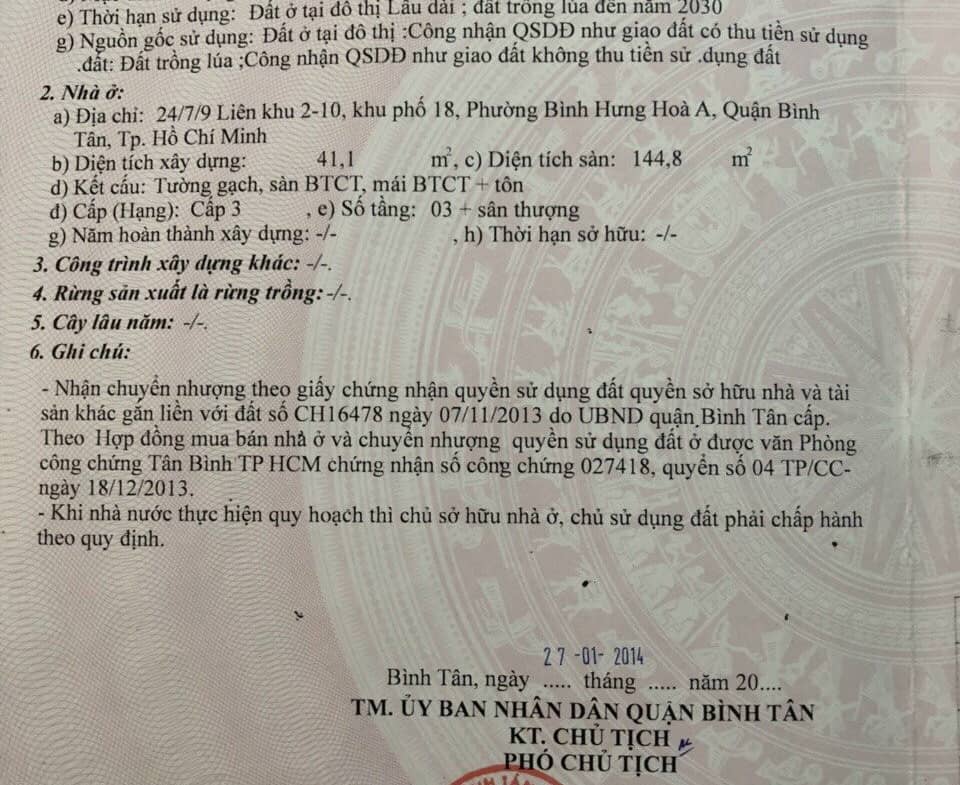 e) Thời hạn sử dụng: Đất ở tại đô thị Lâu dài ; đất trồng lúa đến năm 2030
g) Nguồn gốc sử dụng: Đất ở tại đô thị :Công nhận QSDĐ như giao đất có thu tiền sử dụng
.đất: Đất trồng lúa ;Công nhận QSDĐ như giao đất không thu tiền sử .dụng đất
2. Nhà ở:
a) Địa chỉ: 24/7/9 Liên khu 2-10, khu phố 18, Phường Bình Hưng Hoà A, Quận Bình
Tân, Tp. Hồ Chí Minh
b) Diện tích xây dựng: 41,1 m², c) Diện tích sàn: 144,8 m²
d) Kết cấu: Tường gạch, sàn BTCT, mái BTCT + tôn
đ) Cấp (Hạng): Cấp 3 , e) Số tầng: 03 + sân thượng
g) Năm hoàn thành xây dựng: -/- , h) Thời hạn sở hữu: -/-
3. Công trình xây dựng khác: -/-.
4. Rừng sản xuất là rừng trồng: -/-.
5. Cây lâu năm: -/-.
6. Ghi chú:
- Nhận chuyển nhượng theo giấy chứng nhận quyền sử dụng đất quyền sở hữu nhà và tài
sản khác gắn liền với đất số CH16478 ngày 07/11/2013 do UBND quận Bình Tân cấp.
Theo Hợp đồng mua bán nhà ở và chuyển nhượng quyền sử dụng đất ở được văn Phòng
công chứng Tân Bình TP HCM chứng nhận số công chứng 027418, quyển số 04 TP/CC-
ngày 18/12/2013.
- Khi nhà nước thực hiện quy hoạch thì chủ sở hữu nhà ở, chủ sử dụng đất phải chấp hành
theo quy định.
27-01-2014
Bình Tân, ngày ..... tháng ..... năm 20....
TM. ỦY BAN NHÂN DÂN QUẬN BÌNH TÂN
KT. CHỦ TỊCH
PHÓ CHỦ TỊCH